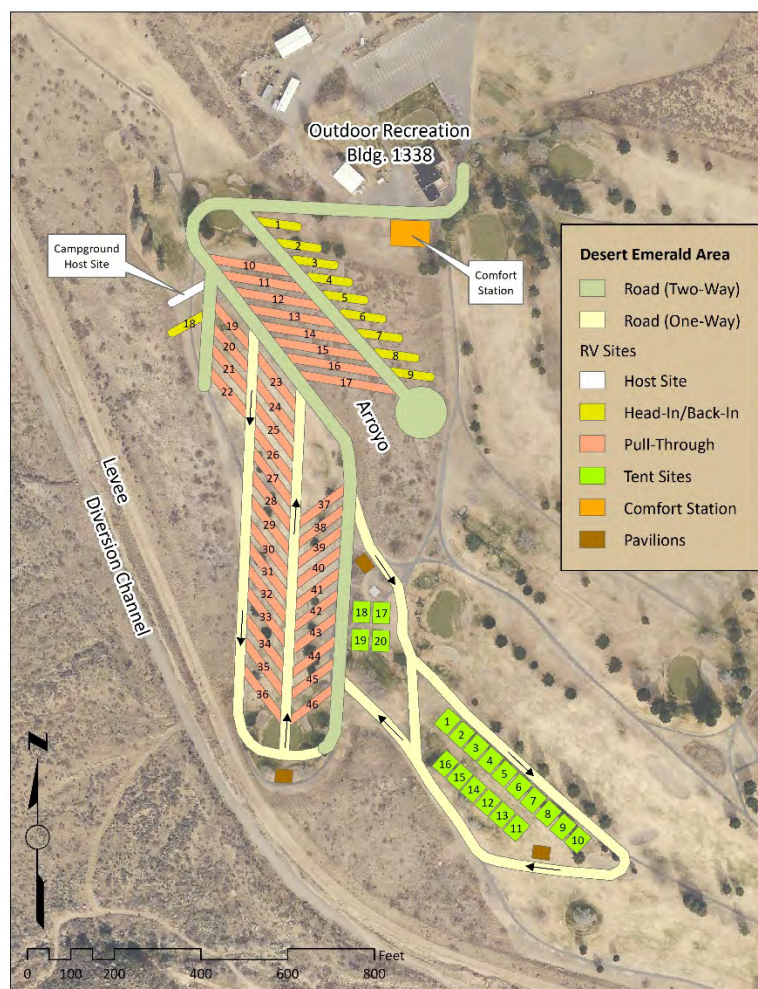 Outdoor Recreation
Bldg. 1338
Campground
Host Site
Comfort
Station
Desert Emerald Area
Road (Two-Way)
Road (One-Way)
RV Sites
Host Site
Head-In/Back-In
Pull-Through
Tent Sites
Comfort Station
Pavilions
1
2
3
4
5
6
7
8
9
10
11
12
13
14
15
16
17
18
19
20
21
22
23
24
25
26
27
28
29
30
31
32
33
34
35
36
37
38
39
40
41
42
43
44
45
46
Arroyo
Levee
Diversion Channel
18 17
19 20
1
2
3
4
5
6
7
8
9
10
16
15
14
12
13
11
N
Feet
0 100 200 400 600 800